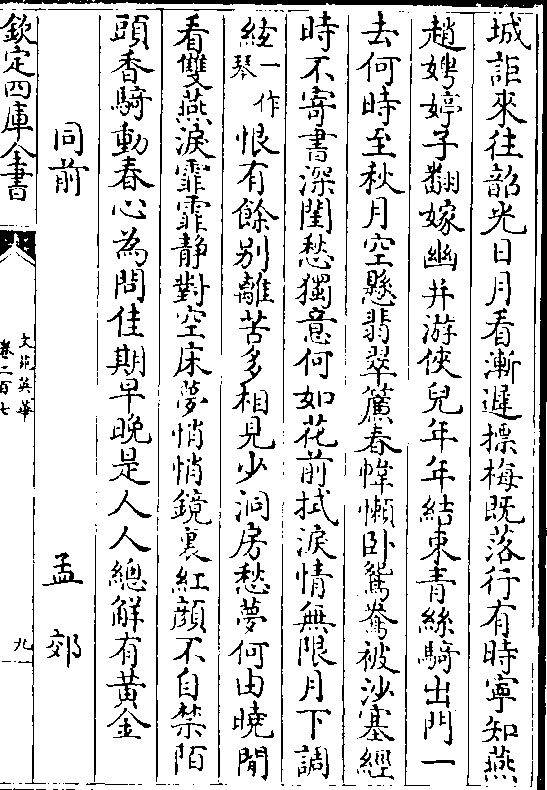 城詎來往韶光日月看漸遲摽梅既落行有時寧知燕
趙娉婷子翻嫁幽并游俠兒年年結束青絲騎出門一
去何時至秋月空懸翡翠簾春幃懶卧鴛鴦被沙塞經
時不寄書深閨愁獨意何如花前拭淚情無限月下調
絃一作琴恨有餘别離苦多相見少洞房愁夢何由曉閒
看雙燕淚霏霏静對空床夢悄悄鏡裏紅顔不自禁陌
頭香騎動春心為問佳期早晚是人人總解有黄金
同前 孟郊
欽定四庫全書
文苑英華
卷二百七
九